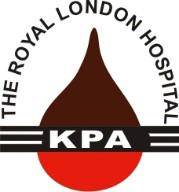 THE ROYAL LONDON HOSPITAL
KPA